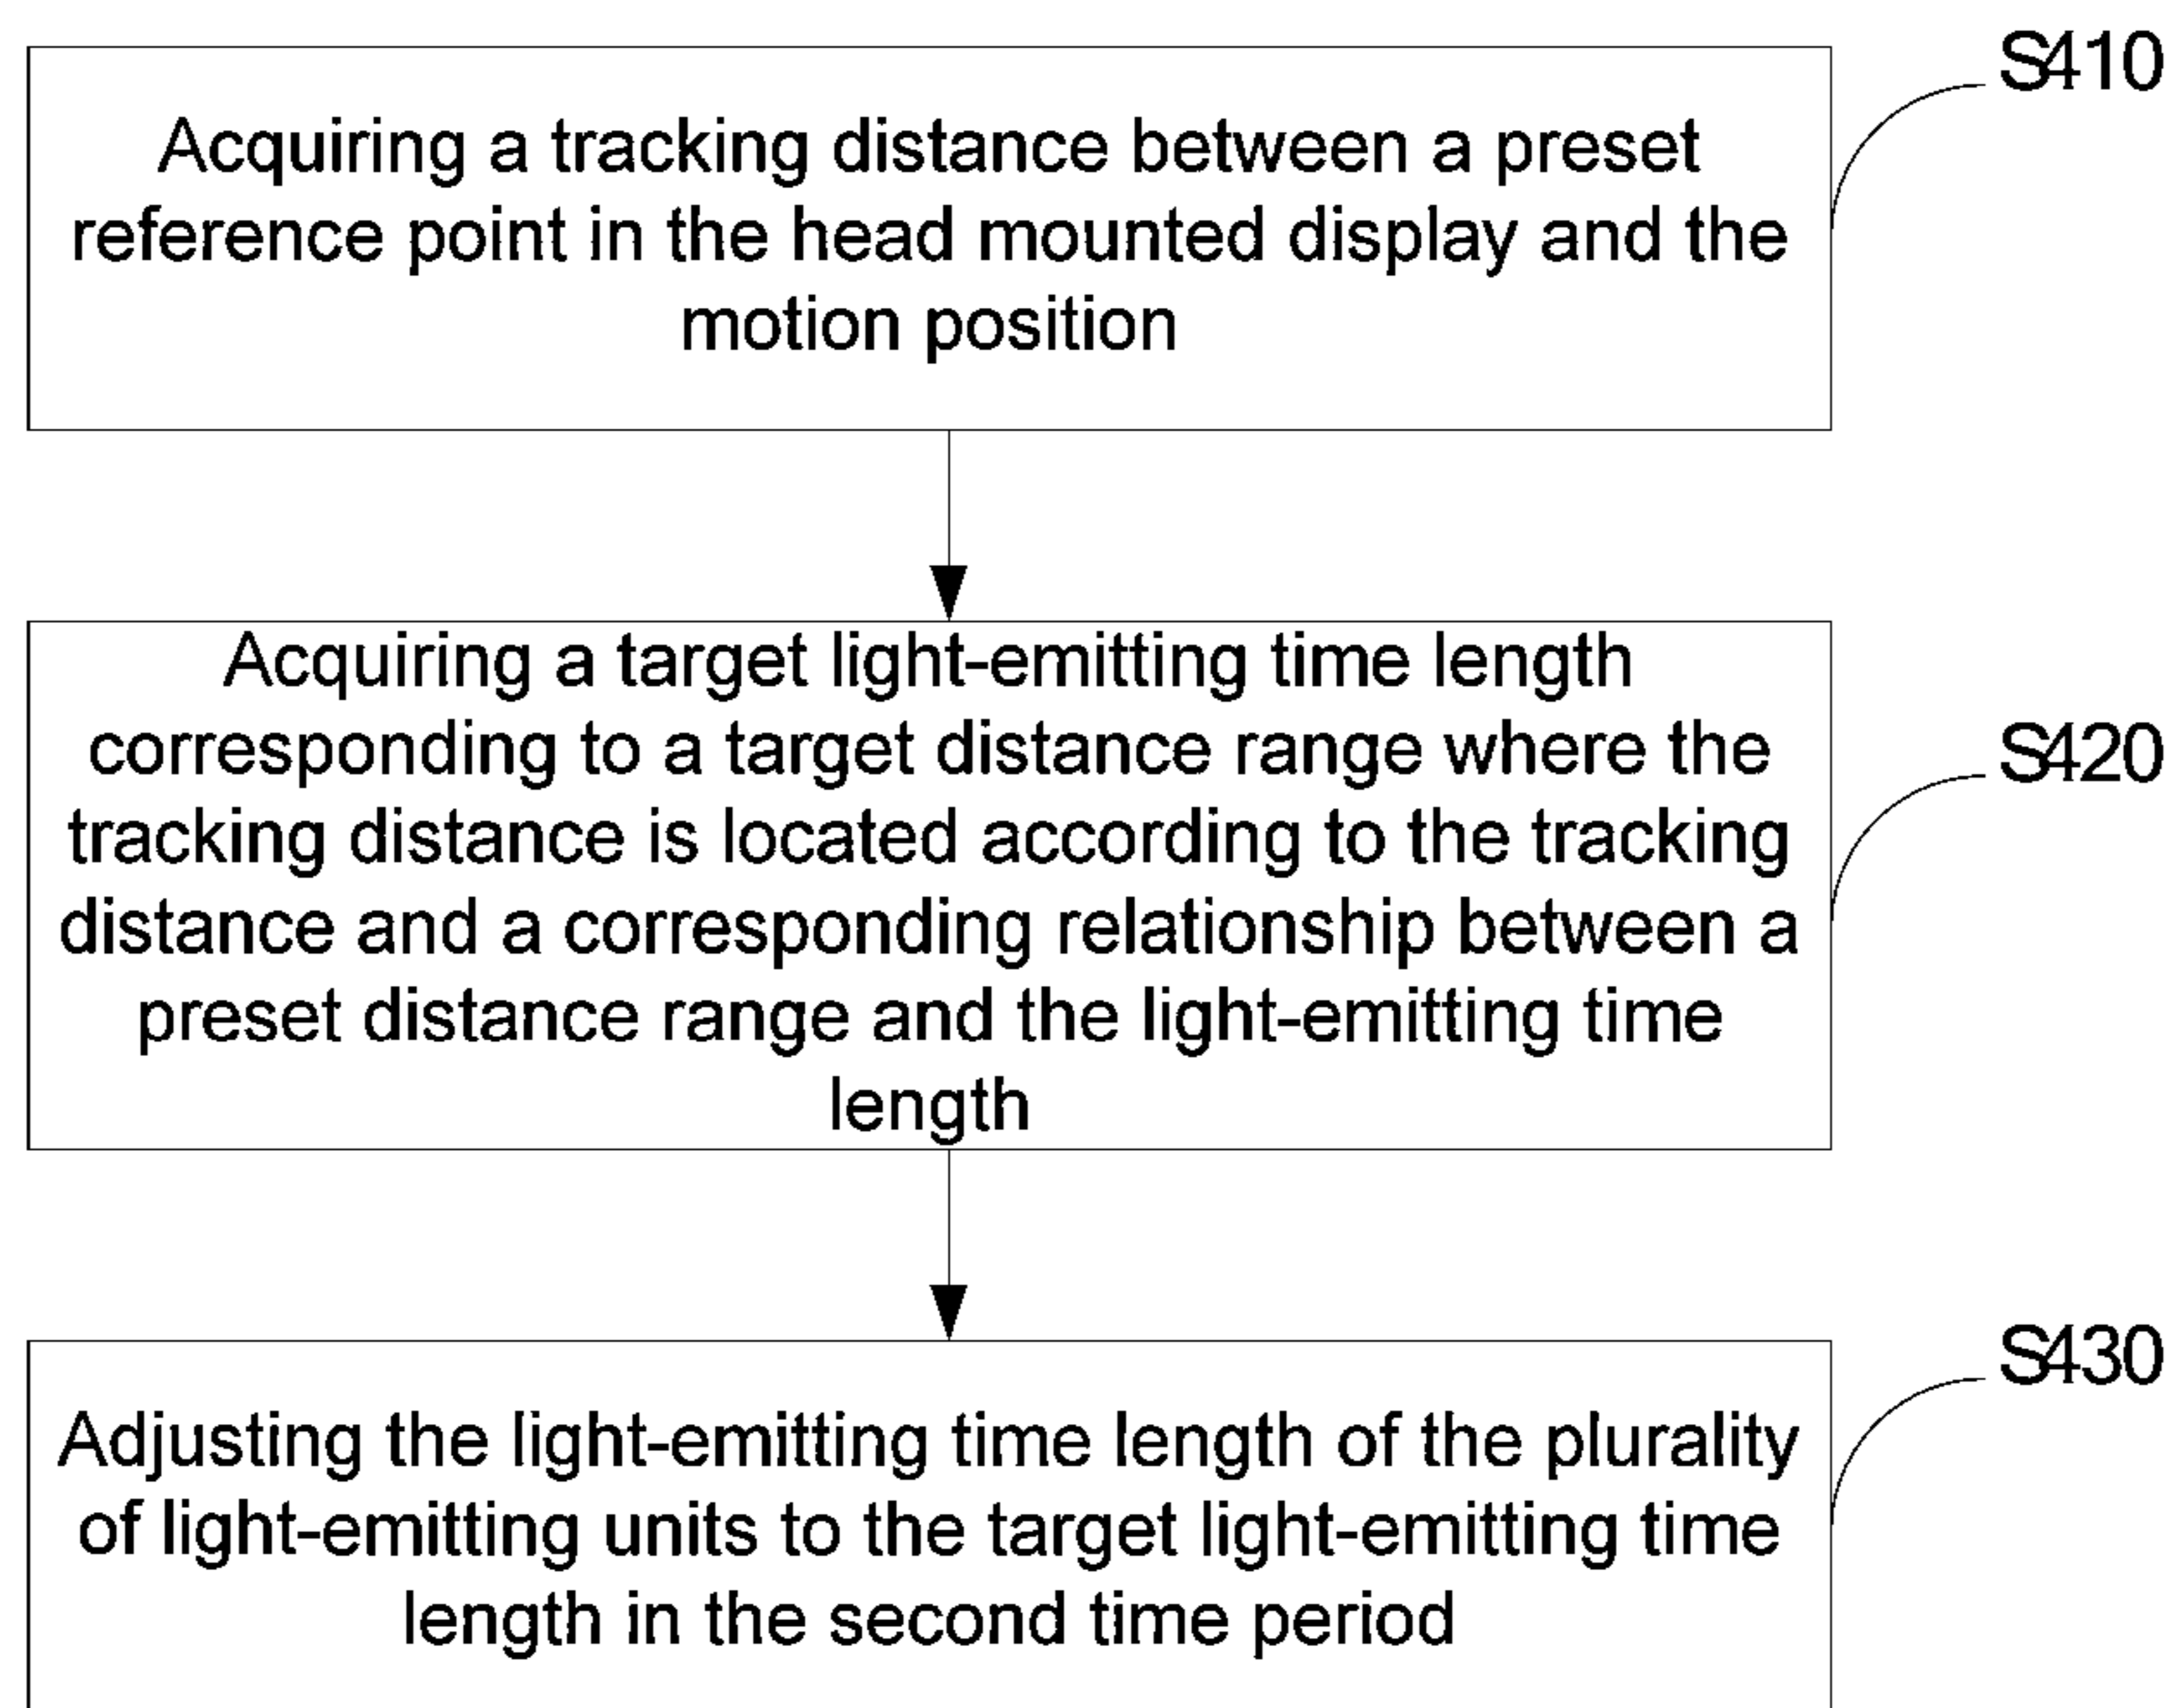 S410
Acquiring a tracking distance between a preset
reference point in the head mounted display and the
motion position
Acquiring a target light-emitting time length
corresponding to a target distance range where the
tracking distance is located according to the tracking
distance and a corresponding relationship between a
preset distance range and the light-emitting time
length
S420
Adjusting the light-emitting time length of the plurality
of light-emitting units to the target light-emitting time
length in the second time period
S430